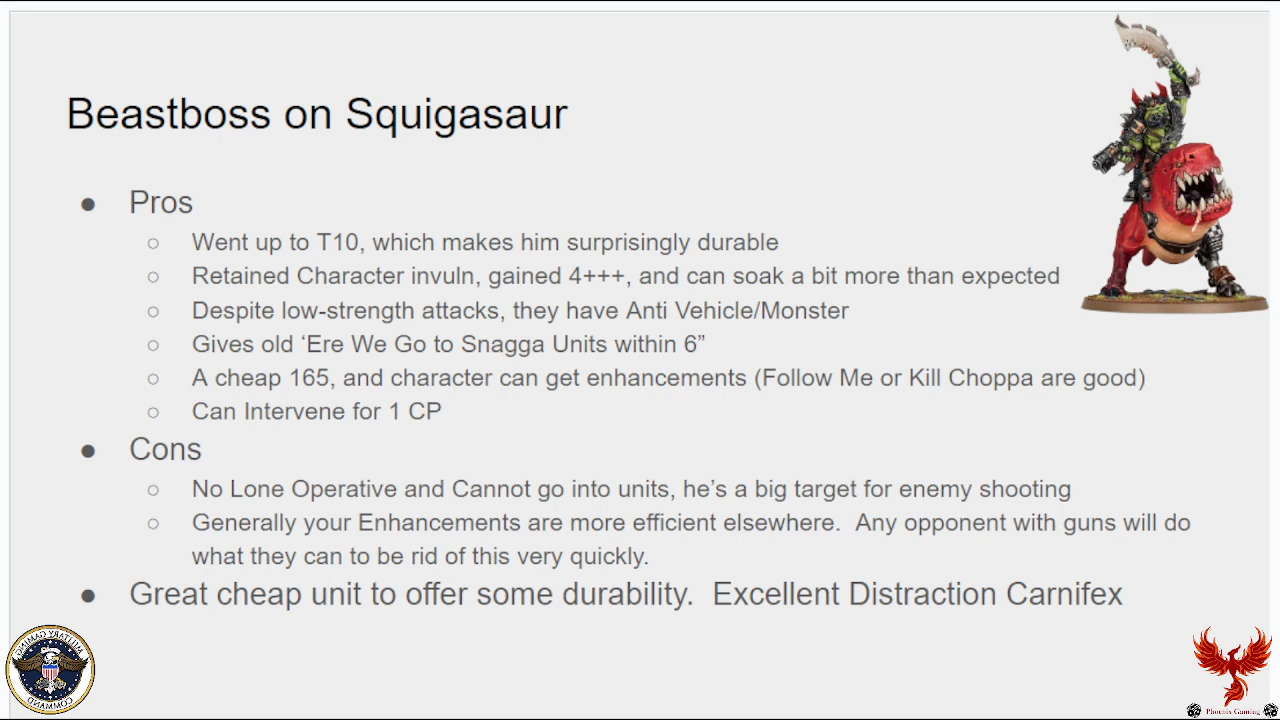 Beastboss on Squigasaur
● Pros
○ Went up to T10, which makes him surprisingly durable
○ Retained Character invuln, gained 4+++, and can soak a bit more than expected
○ Despite low-strength attacks, they have Anti Vehicle/Monster
○ Gives old ‘Ere We Go to Snagga Units within 6”
○ A cheap 165, and character can get enhancements (Follow Me or Kill Choppa are good)
○ Can Intervene for 1 CP
● Cons
○ No Lone Operative and Cannot go into units, he’s a big target for enemy shooting
○ Generally your Enhancements are more efficient elsewhere.  Any opponent with guns will do
what they can to be rid of this very quickly.
● Great cheap unit to offer some durability.  Excellent Distraction Carnifex
MILITARY GAMING
COMMAND
Phoenix Gaming